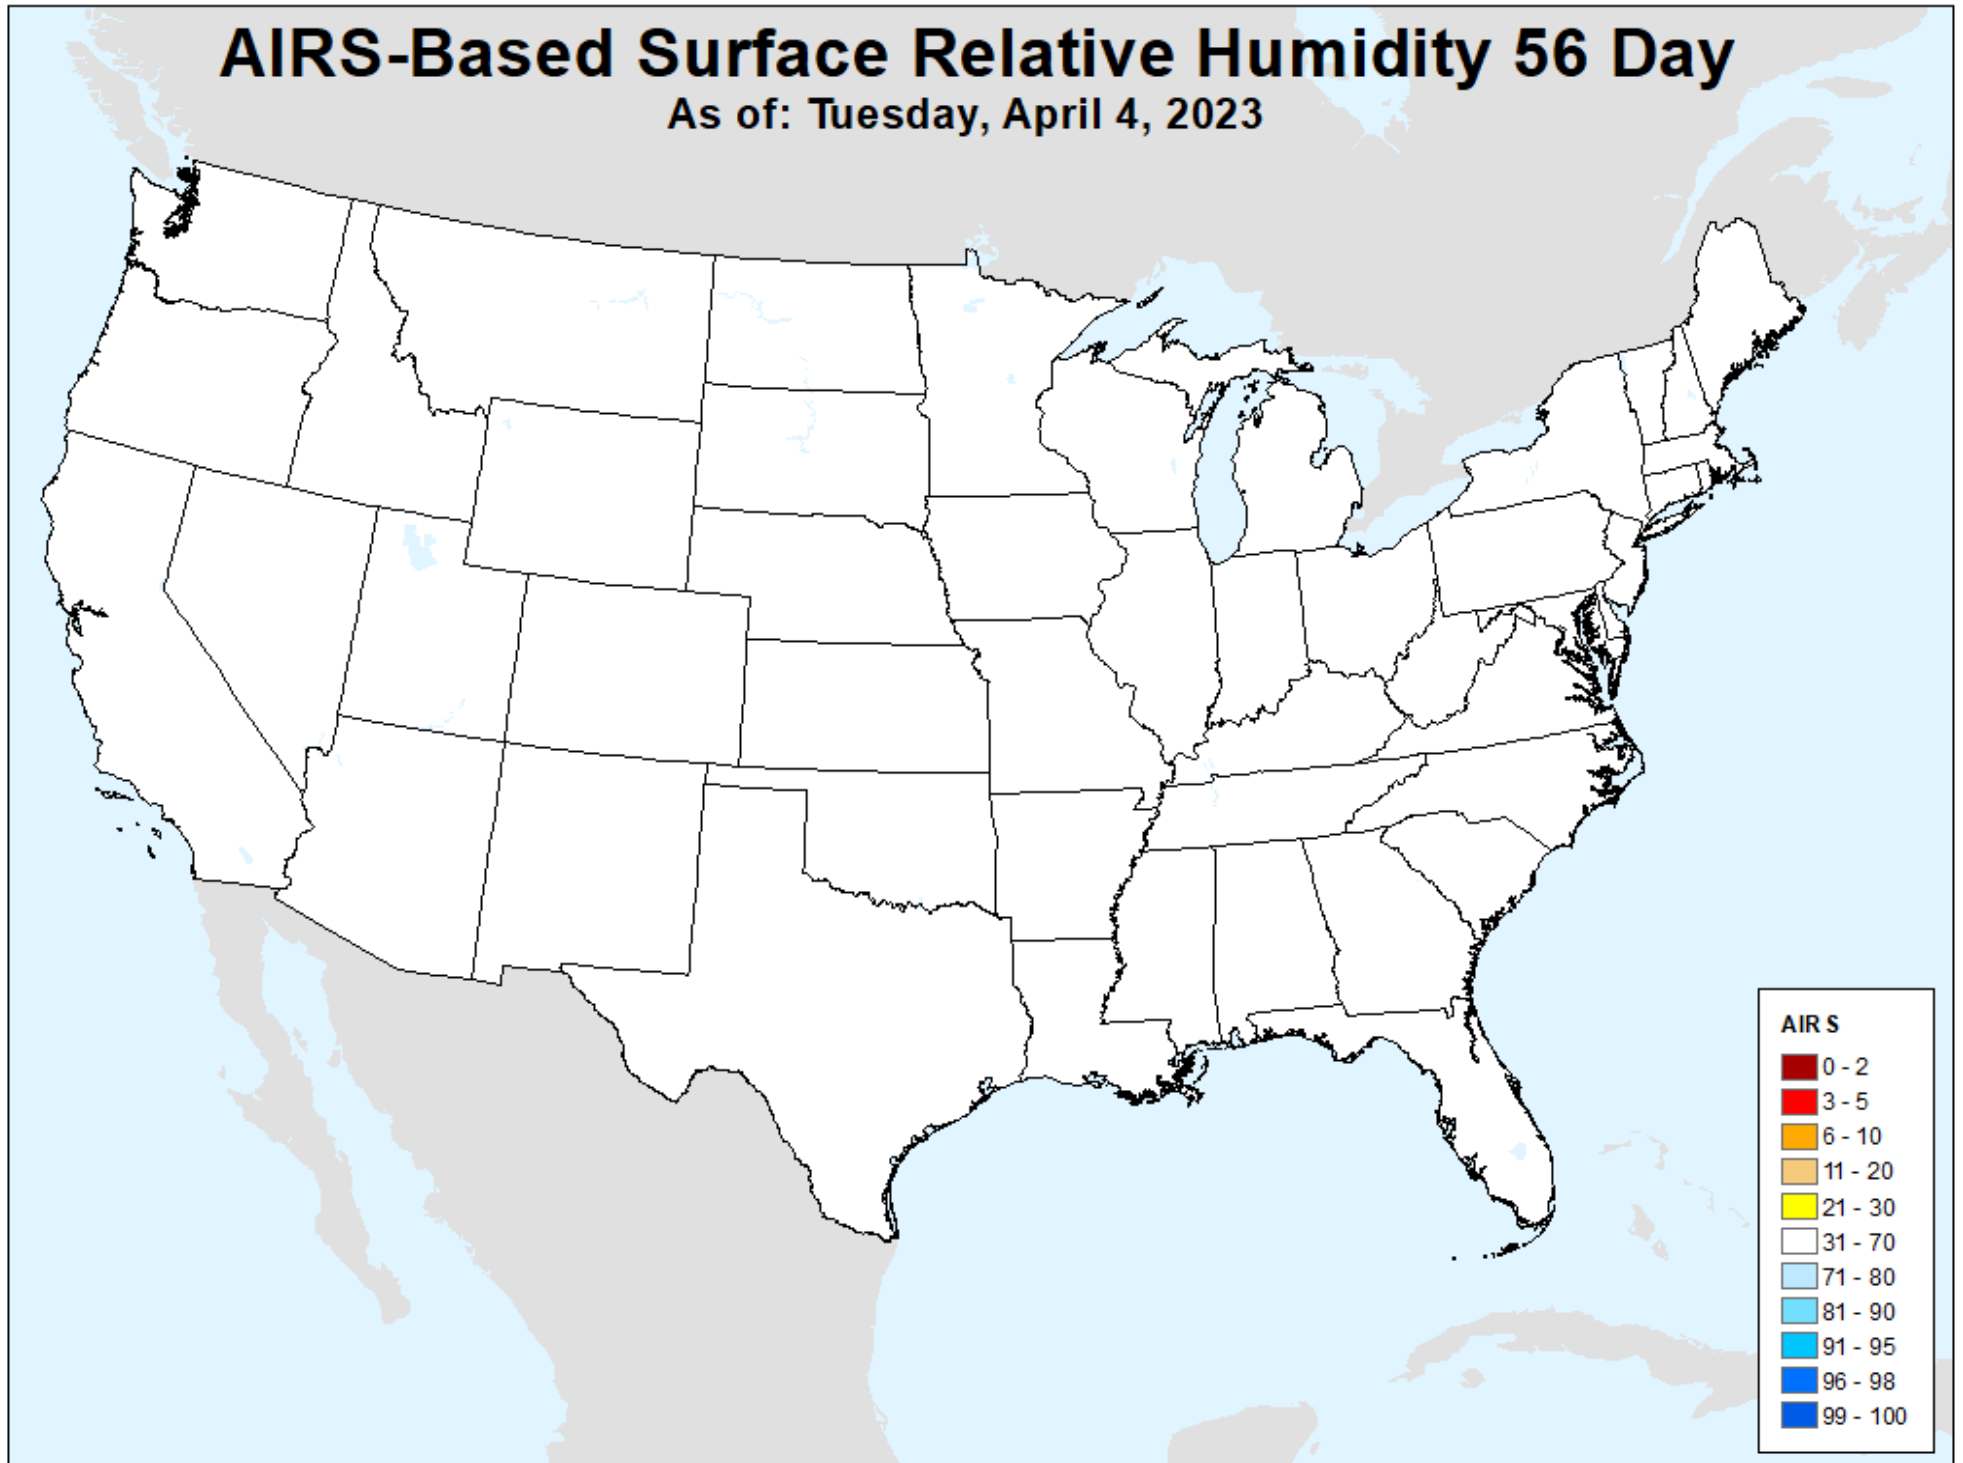 AIRS-Based Surface Relative Humidity 56 Day
As of: Tuesday, April 4, 2023
AIRS
0 - 2
3 - 5
6 - 10
11 - 20
21 - 30
31 - 70
71 - 80
81 - 90
91 - 95
96 - 98
99 - 100